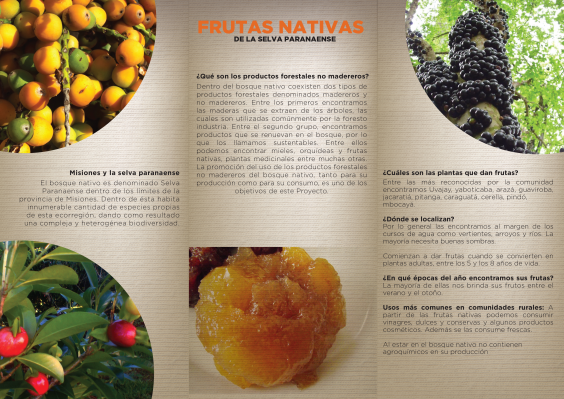 FRUTAS NATIVAS
DE LA SELVA PARANAENSE
Misiones y la selva paranaense
El bosque nativo es denominado Selva
Paranaense dentro de los límites de la
provincia de Misiones. Dentro de ésta habita
innumerable cantidad de especies propias
de esta ecorregión, dando como resultado
una compleja y heterogénea biodiversidad.
¿Qué son los productos forestales no madereros?
Dentro del bosque nativo coexisten dos tipos de
productos forestales denominados madereros y
no madereros. Entre los primeros encontramos
las maderas que se extraen de los árboles, las
cuales son utilizadas comúnmente por la foresto
industria. Entre el segundo grupo, encontramos
productos que se renuevan en el bosque, por lo
que los llamamos sustentables. Entre ellos
podemos encontrar mieles, orquídeas y frutas
nativas, plantas medicinales entre muchas otras.
La promoción del uso de los productos forestales
no madereros del bosque nativo, tanto para su
producción como para su consumo, es uno de los
objetivos de este Proyecto.
¿Cuáles son las plantas que dan frutas?
Entre las más reconocidas por la comunidad
encontramos Uvajay, yaboticaba, arazá, guaviroba,
jacaratiá, pitanga, caraguatá, cerella, pindó,
mbocayá.
¿Dónde se localizan?
Por lo general las encontramos al margen de los
cursos de agua como vertientes, arroyos y ríos. La
mayoría necesita buenas sombras.
Comienzan a dar frutas cuando se convierten en
plantas adultas, entre los 5 y los 8 años de vida.
¿En qué épocas del año encontramos sus frutas?
La mayoría de ellas nos brinda sus frutos entre el
verano y el otoño.
Usos más comunes en comunidades rurales: A
partir de las frutas nativas podemos consumir
vinagres, dulces y conservas y algunos productos
cosméticos. Además se las consume frescas.
Al estar en el bosque nativo no contienen
agroquímicos en su producción